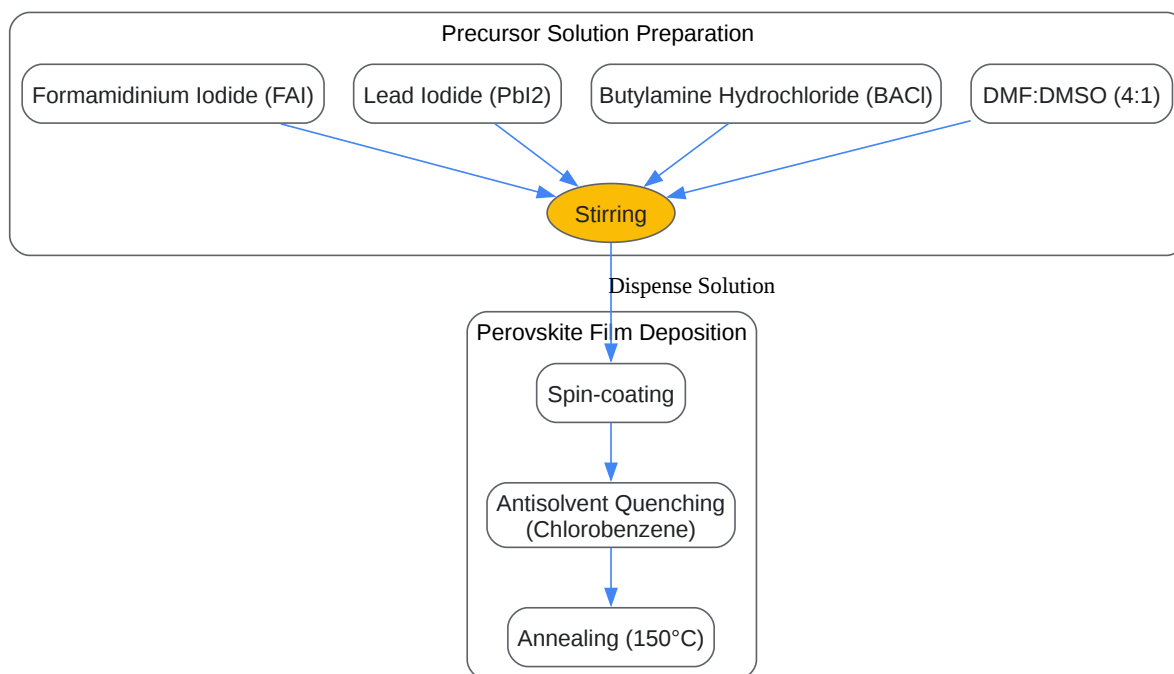 Precursor Solution Preparation
Formamidinium Iodide (FAI)
Lead Iodide (PbI2)
Butylamine Hydrochloride (BACl)
DMF:DMSO (4:1)
Stirring
Dispense Solution
Perovskite Film Deposition
Spin-coating
Antisolvent Quenching
(Chlorobenzene)
Annealing (150°C)